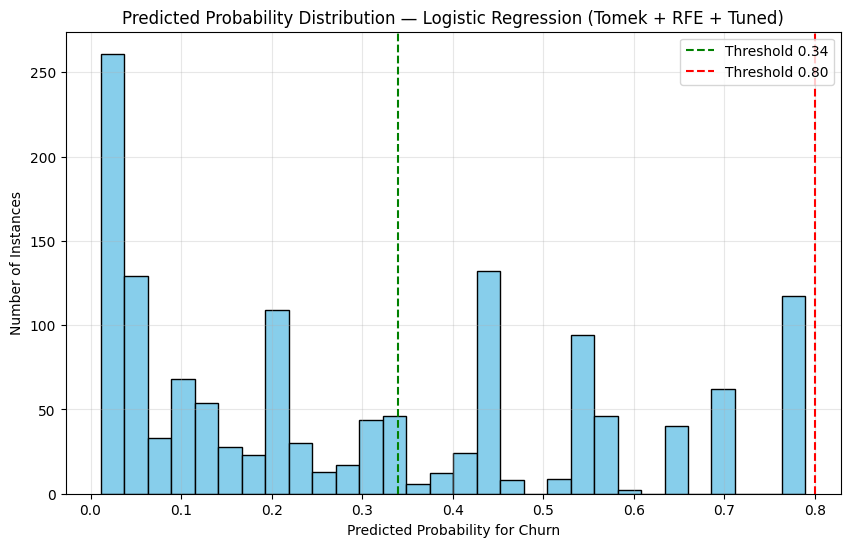 Predicted Probability Distribution — Logistic Regression (Tomek + RFE + Tuned)
Threshold 0.34
Threshold 0.80
Number of Instances
250
200
150
100
50
0
0.0 0.1 0.2 0.3 0.4 0.5 0.6 0.7 0.8
Predicted Probability for Churn